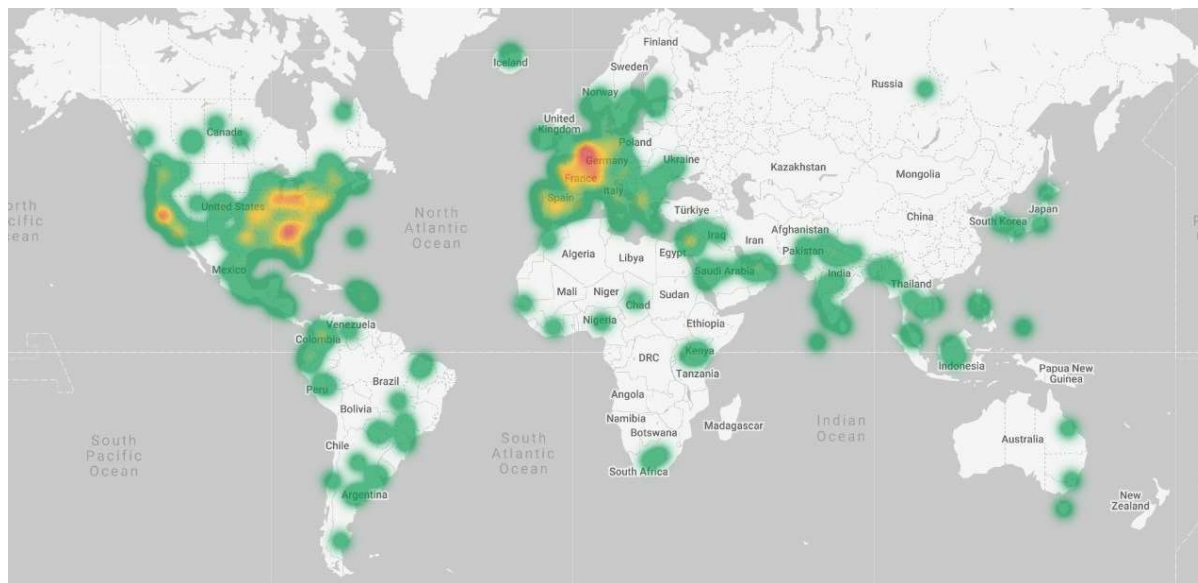 Finland
Iceland
Sweden
Russia
Norway
Canada
United
Kingdom
Poland
Germany
Ukraine
Kazakhstan
Mongolia
France
Italy
United States
Spain
Türkiye
North
Atlantic
Ocean
China
South Korea
Japan
Afghanistan
Iraq
Iran
Pakistan
Algeria
Libya
Egypt
Mexico
Saudi Arabia
India
Thailand
Mali
Niger
Chad
Sudan
Nigeria
Ethiopia
Venezuela
Colombia
Kenya
DRC
Tanzania
Indonesia
Papua New
Guinea
Brazil
Peru
Bolivia
Angola
Namibia
Botswana
Madagascar
Indian
Ocean
Australia
South
Pacific
Ocean
Chile
South
Atlantic
Ocean
South Africa
Argentina
New
Zealand